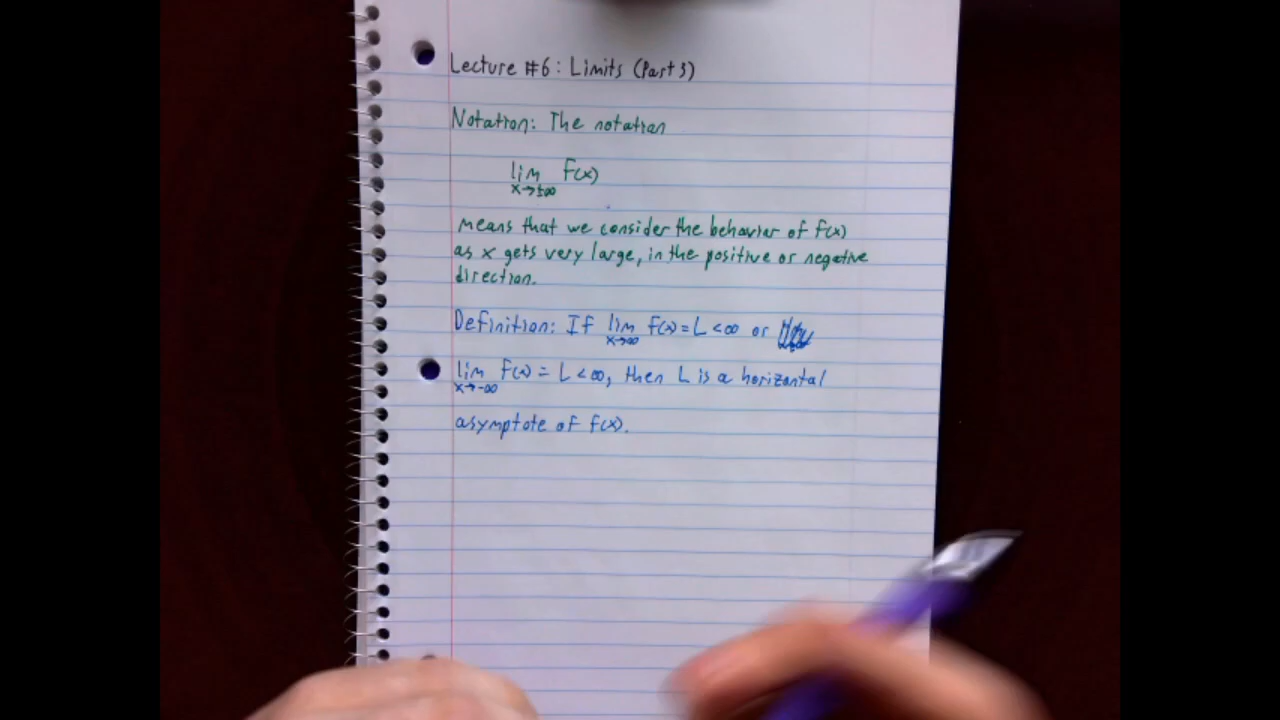 Lecture #6: Limits (Part 3)
Notation: The notation
lim f(x)
x→±∞
means that we consider the behavior of f(x)
as x gets very large, in the positive or negative
direction.
Definition: If lim f(x) = L < ∞ or
x→∞
lim f(x) = L < ∞, then L is a horizontal
x→-∞
asymptote of f(x).